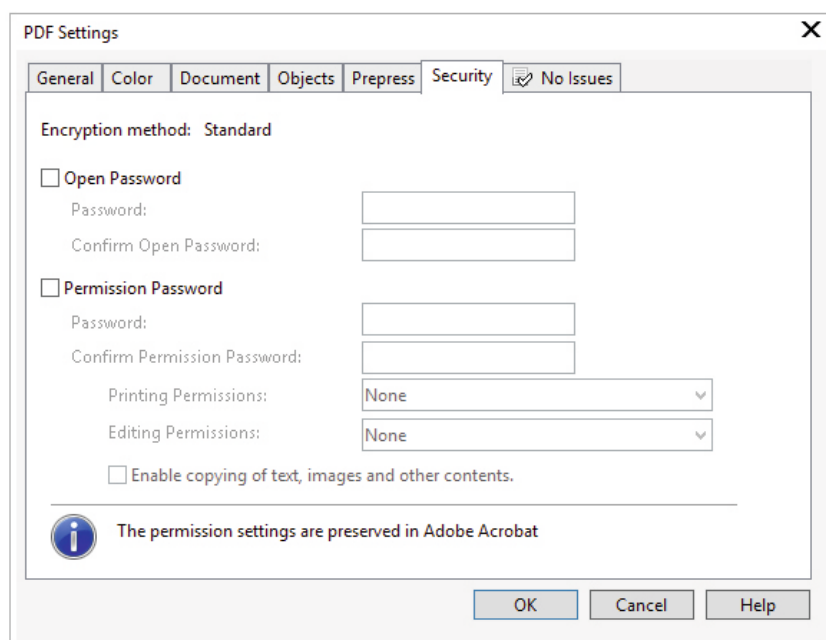 PDF Settings
General Color Document Objects Prepress Security No Issues
Encryption method: Standard
Open Password
Password:
Confirm Open Password:
Permission Password
Password:
Confirm Permission Password:
Printing Permissions: None
Editing Permissions: None
Enable copying of text, images and other contents.
The permission settings are preserved in Adobe Acrobat
OK Cancel Help